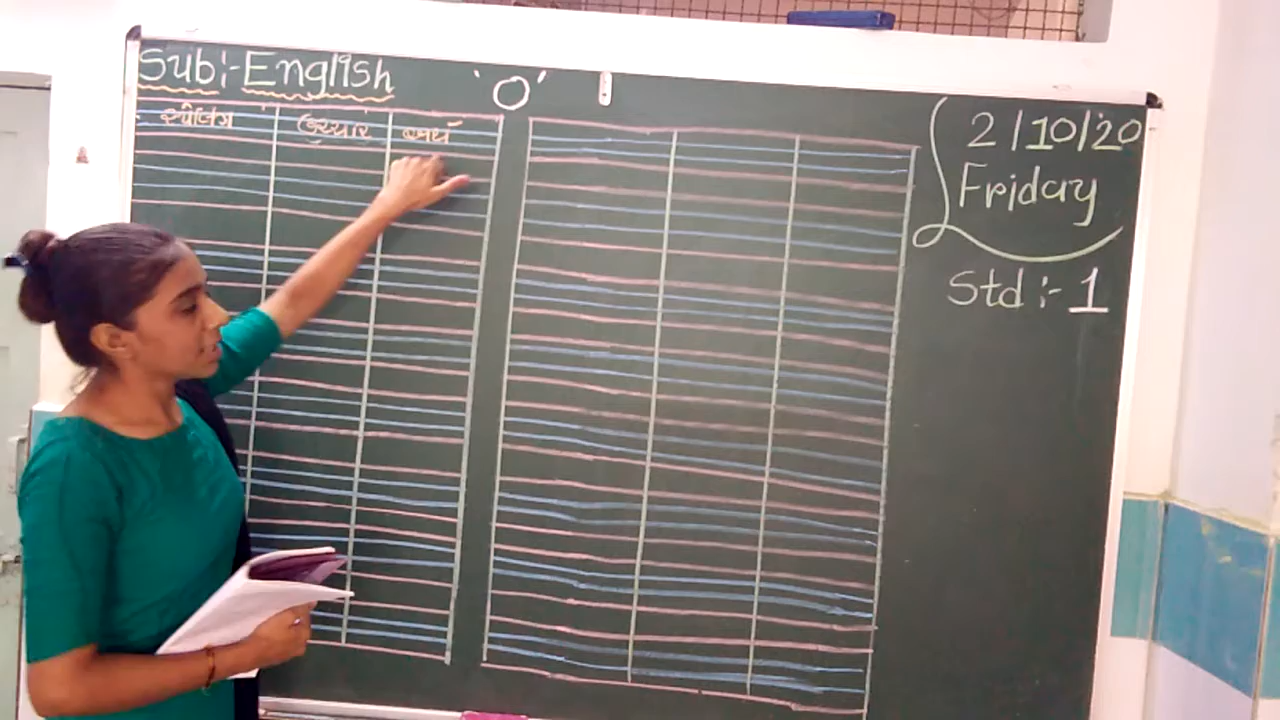 Sub:- English
'O'
સ્પેલિંગ ઉચ્ચાર અર્થ
2/10/20
Friday
Std :- 1